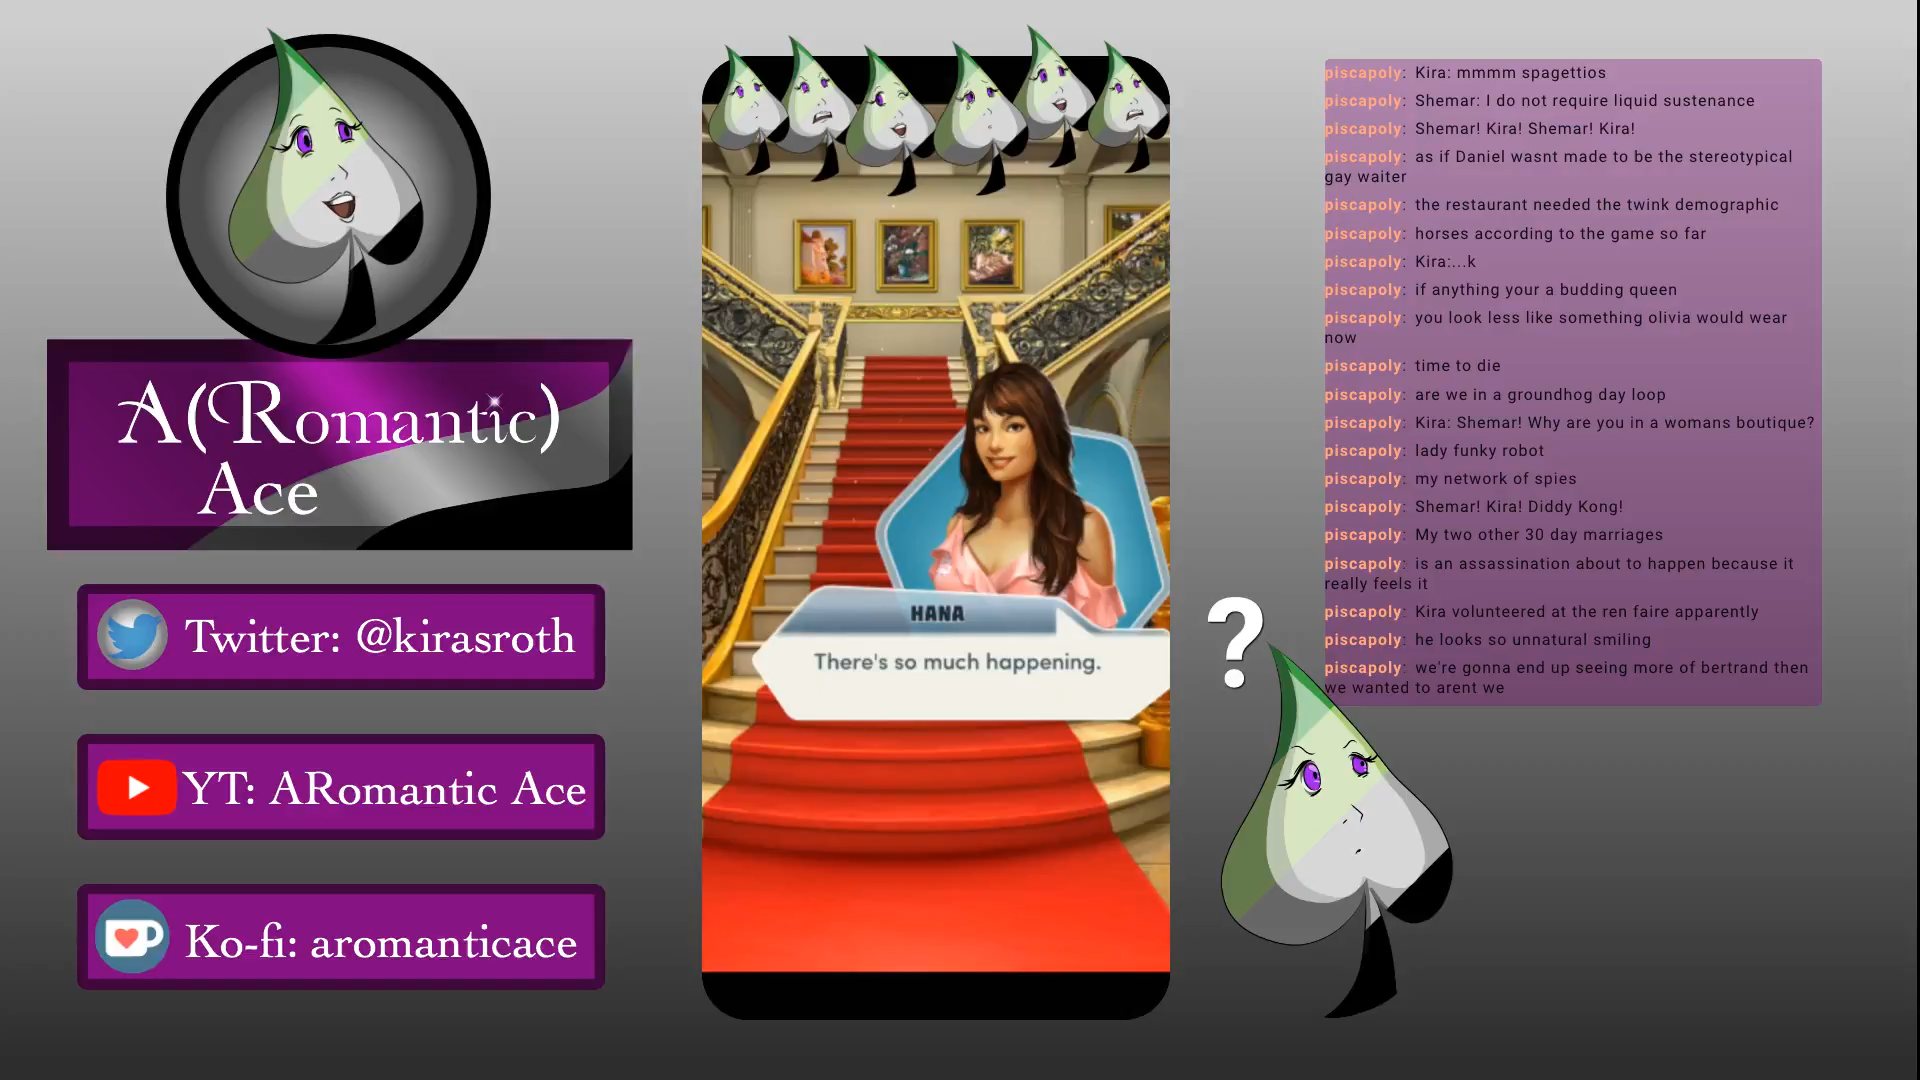 A(Romantic)
Ace
Twitter: @kirasroth
YT: ARomantic Ace
Ko-fi: aromanticace
HANA
There's so much happening.
?
piscapoly: Kira: mmmm spagettios
piscapoly: Shemar: I do not require liquid sustenance
piscapoly: Shemar! Kira! Shemar! Kira!
piscapoly: as if Daniel wasnt made to be the stereotypical
gay waiter
piscapoly: the restaurant needed the twink demographic
piscapoly: horses according to the game so far
piscapoly: Kira:...k
piscapoly: if anything your a budding queen
piscapoly: you look less like something olivia would wear
now
piscapoly: time to die
piscapoly: are we in a groundhog day loop
piscapoly: Kira: Shemar! Why are you in a womans boutique?
piscapoly: lady funky robot
piscapoly: my network of spies
piscapoly: Shemar! Kira! Diddy Kong!
piscapoly: My two other 30 day marriages
piscapoly: is an assassination about to happen because it
really feels it
piscapoly: Kira volunteered at the ren faire apparently
piscapoly: he looks so unnatural smiling
piscapoly: we're gonna end up seeing more of bertrand then
we wanted to arent we